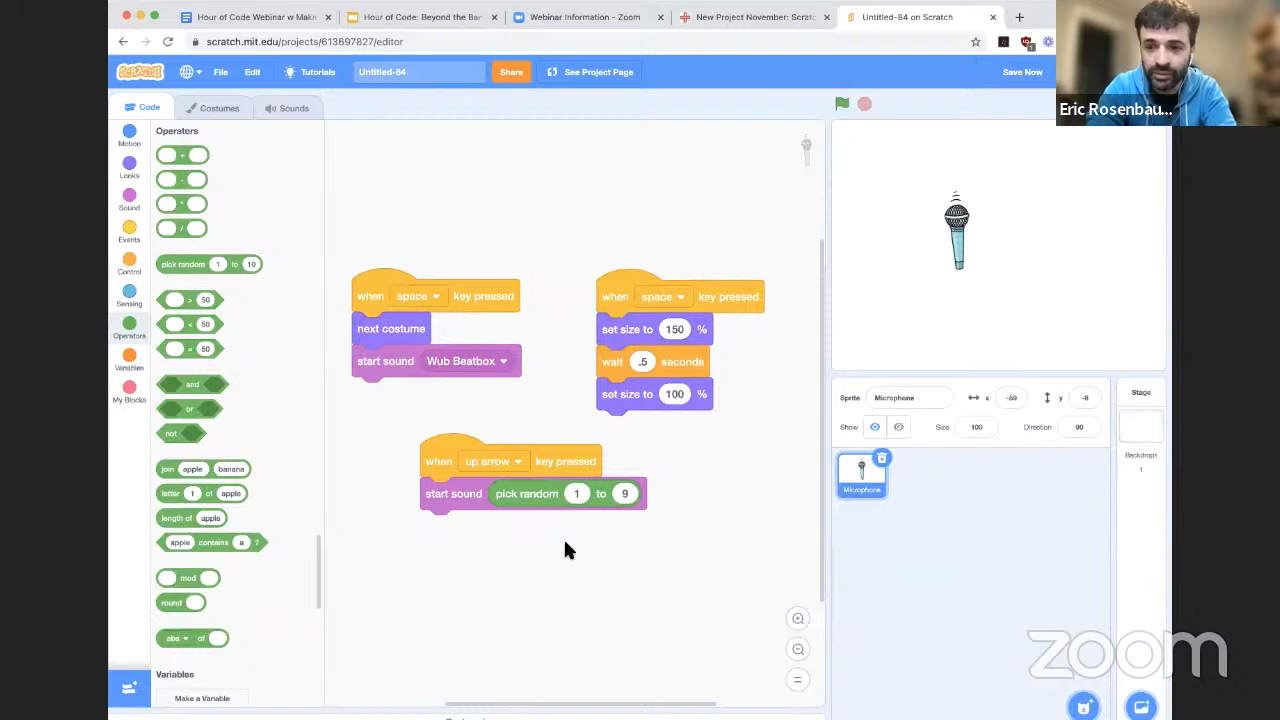 Hour of Code Webinar w Make
Hour of Code: Beyond the Ban
Webinar Information - Zoom
New Project November: Scratc
Untitled-84 on Scratch
scratch.mit.edu/projects/613697827/editor
SCRATCH
File
Edit
Tutorials
Untitled-84
Share
See Project Page
Save Now
Eric Rosenbau...
Code
Costumes
Sounds
Motion
Looks
Sound
Events
Control
Sensing
Operators
Variables
My Blocks
Operators
+
-
*
/
pick random 1 to 10
> 50
< 50
= 50
and
or
not
join apple banana
letter 1 of apple
length of apple
apple contains a ?
mod
round
abs of
Variables
Make a Variable
when space key pressed
next costume
start sound Wub Beatbox
when space key pressed
set size to 150 %
wait .5 seconds
set size to 100 %
when up arrow key pressed
start sound pick random 1 to 9
Sprite Microphone x -59 y -8
Show Size 100 Direction 90
Microphone
Stage
Backdrops
1
zoom